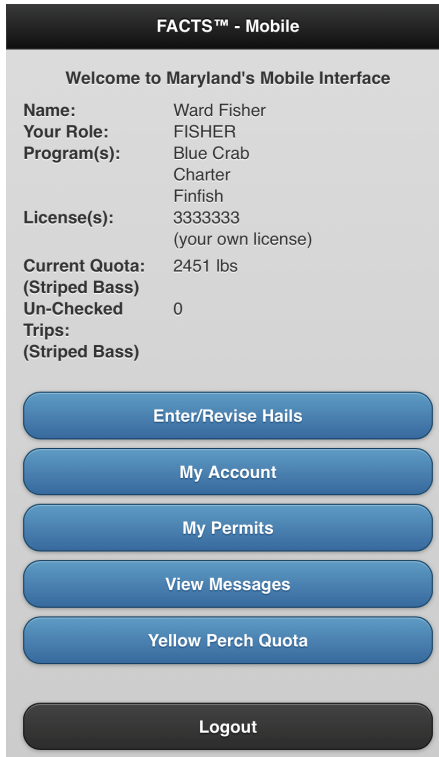 FACTS™ - Mobile
Welcome to Maryland's Mobile Interface
Name: Ward Fisher
Your Role: FISHER
Program(s): Blue Crab
Charter
Finfish
License(s): 3333333
(your own license)
Current Quota: 2451 lbs
(Striped Bass)
Un-Checked 0
Trips:
(Striped Bass)
Enter/Revise Hails
My Account
My Permits
View Messages
Yellow Perch Quota
Logout